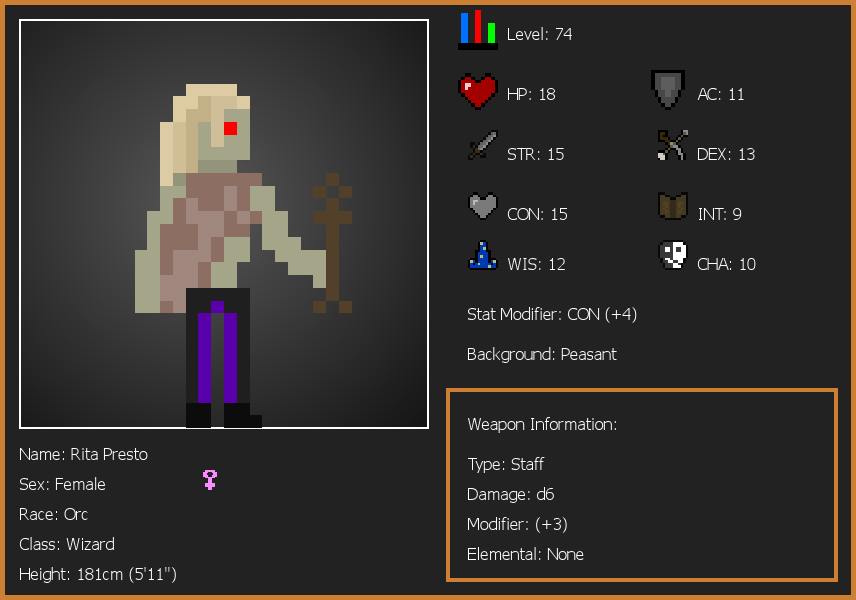 Level: 74
HP: 18
AC: 11
STR: 15
DEX: 13
CON: 15
INT: 9
WIS: 12
CHA: 10
Stat Modifier: CON (+4)
Background: Peasant
Weapon Information:
Type: Staff
Damage: d6
Modifier: (+3)
Elemental: None
Name: Rita Presto
Sex: Female
Race: Orc
Class: Wizard
Height: 181cm (5'11")